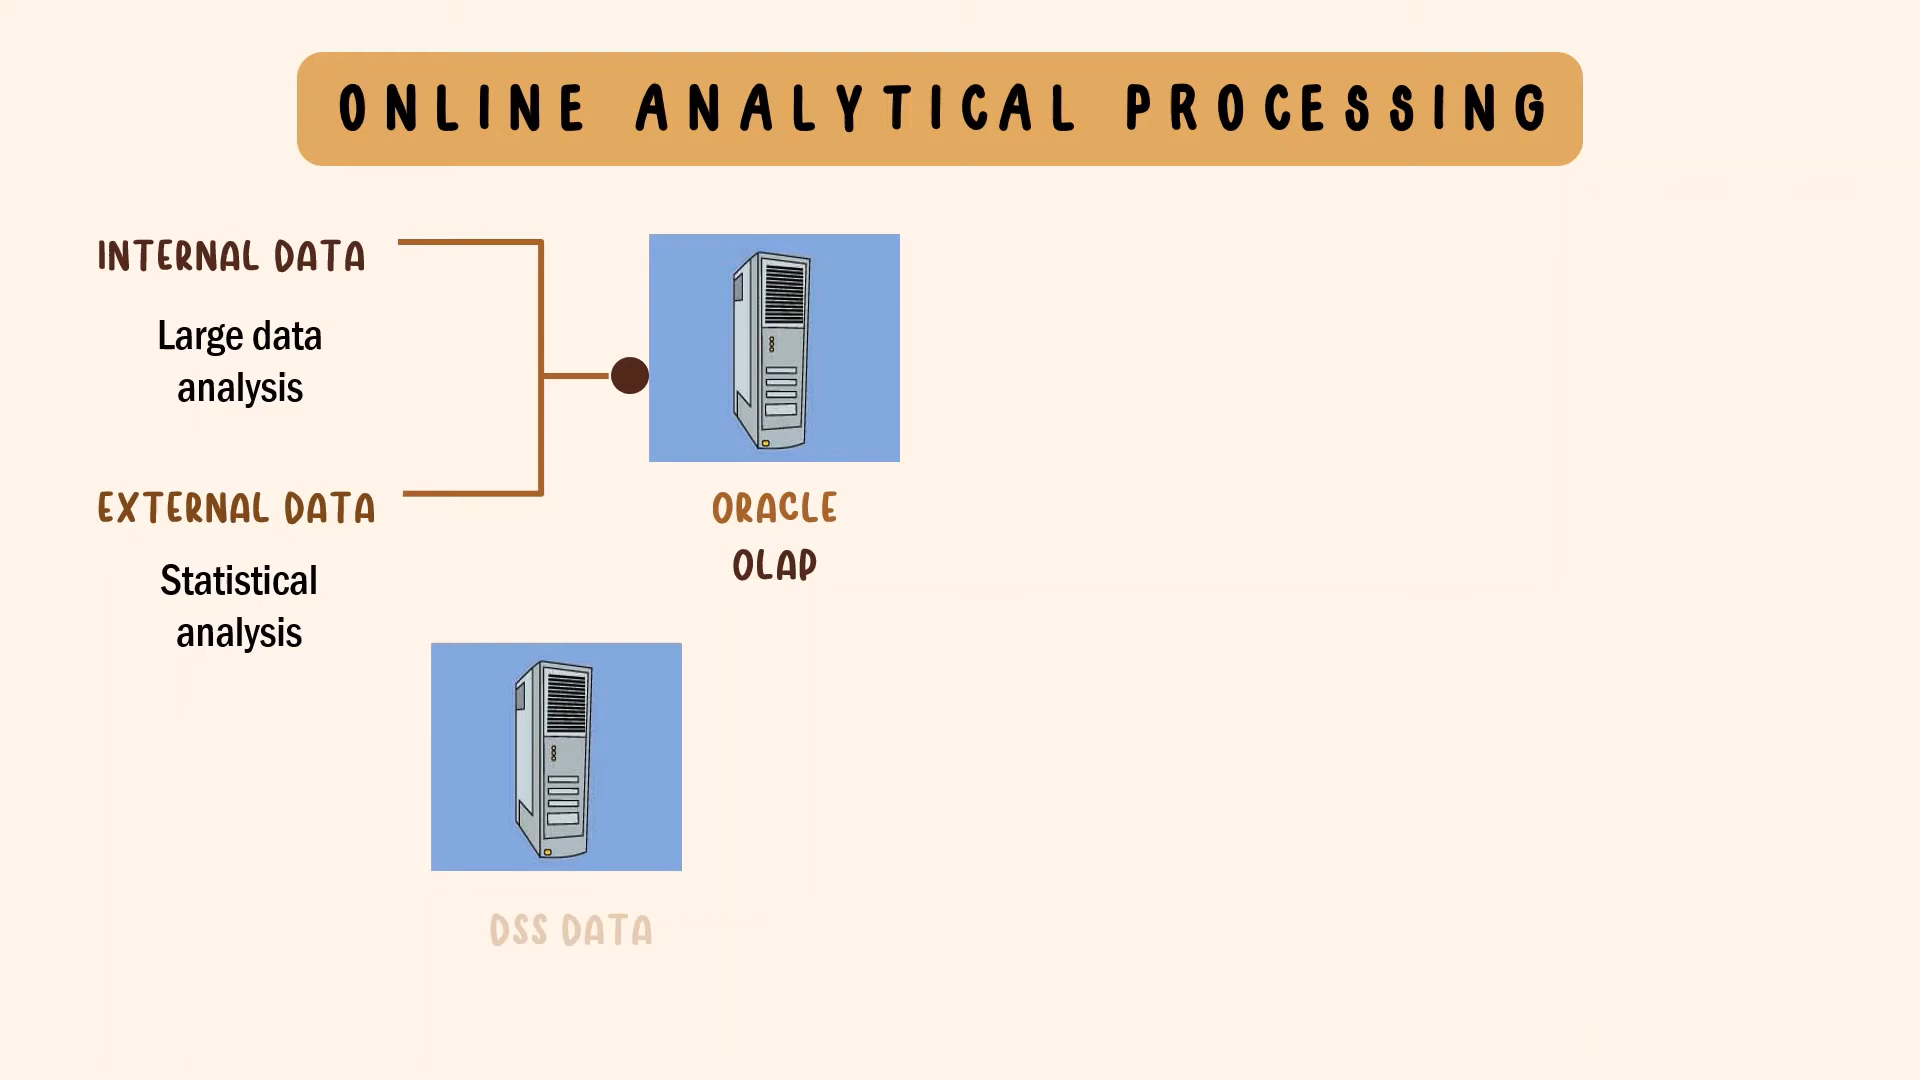 ONLINE ANALYTICAL PROCESSING
INTERNAL DATA
Large data
analysis
EXTERNAL DATA
Statistical
analysis
ORACLE
OLAP
DSS DATA